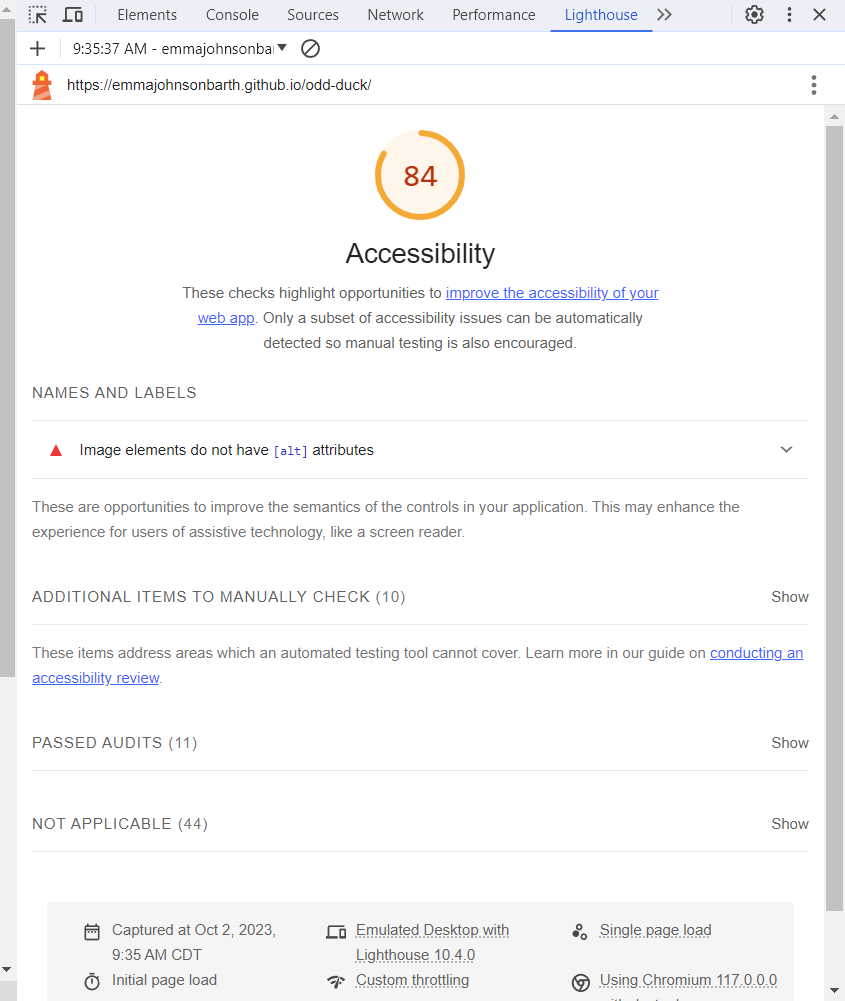 Elements Console Sources Network Performance Lighthouse
9:35:37 AM - emmajohnsonba
https://emmajohnsonbarth.github.io/odd-duck/
84
Accessibility
These checks highlight opportunities to improve the accessibility of your
web app. Only a subset of accessibility issues can be automatically
detected so manual testing is also encouraged.
NAMES AND LABELS
Image elements do not have [alt] attributes
These are opportunities to improve the semantics of the controls in your application. This may enhance the
experience for users of assistive technology, like a screen reader.
ADDITIONAL ITEMS TO MANUALLY CHECK (10) Show
These items address areas which an automated testing tool cannot cover. Learn more in our guide on conducting an
accessibility review.
PASSED AUDITS (11) Show
NOT APPLICABLE (44) Show
Captured at Oct 2, 2023, Emulated Desktop with Single page load
9:35 AM CDT Lighthouse 10.4.0
Initial page load Custom throttling Using Chromium 117.0.0.0